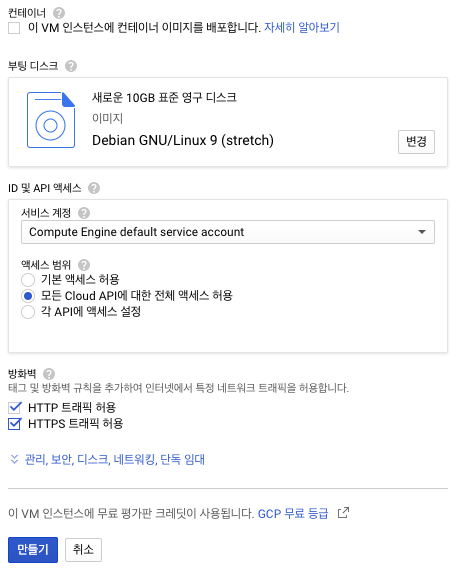 컨테이너
이 VM 인스턴스에 컨테이너 이미지를 배포합니다. 자세히 알아보기
부팅 디스크
새로운 10GB 표준 영구 디스크
이미지
Debian GNU/Linux 9 (stretch)
변경
ID 및 API 액세스
서비스 계정
Compute Engine default service account
액세스 범위
기본 액세스 허용
모든 Cloud API에 대한 전체 액세스 허용
각 API에 액세스 설정
방화벽
태그 및 방화벽 규칙을 추가하여 인터넷에서 특정 네트워크 트래픽을 허용합니다.
HTTP 트래픽 허용
HTTPS 트래픽 허용
관리, 보안, 디스크, 네트워킹, 단독 임대
이 VM 인스턴스에 무료 평가판 크레딧이 사용됩니다. GCP 무료 등급
만들기 취소